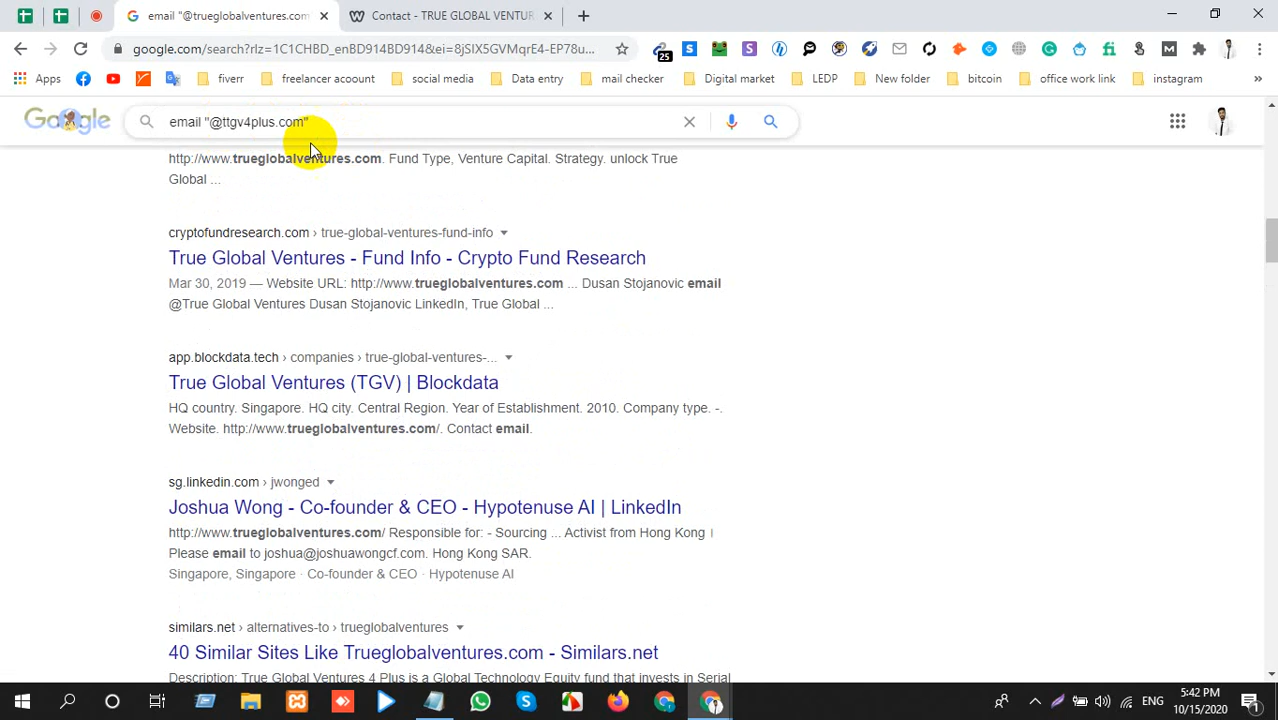 email "@trueglobalventures.com
Contact - TRUE GLOBAL VENTUR
google.com/search?rlz=1C1CHBD_enBD914BD914&ei=8jSIX5GVMqrE4-EP78u...
25
Apps
fiverr
freelancer acoount
social media
Data entry
mail checker
Digital market
LEDP
New folder
bitcoin
office work link
instagram
»
Google
email "@ttgv4plus.com"
http://www.trueglobalventures.com. Fund Type, Venture Capital. Strategy. unlock True
Global ...
cryptofundresearch.com › true-global-ventures-fund-info
True Global Ventures - Fund Info - Crypto Fund Research
Mar 30, 2019 — Website URL: http://www.trueglobalventures.com ... Dusan Stojanovic email
@True Global Ventures Dusan Stojanovic LinkedIn, True Global ...
app.blockdata.tech › companies › true-global-ventures-...
True Global Ventures (TGV) | Blockdata
HQ country. Singapore. HQ city. Central Region. Year of Establishment. 2010. Company type. -.
Website. http://www.trueglobalventures.com/. Contact email.
sg.linkedin.com › jwonged
Joshua Wong - Co-founder & CEO - Hypotenuse AI | LinkedIn
http://www.trueglobalventures.com/ Responsible for: - Sourcing ... Activist from Hong Kong |
Please email to joshua@joshuawongcf.com. Hong Kong SAR.
Singapore, Singapore · Co-founder & CEO · Hypotenuse AI
similars.net › alternatives-to › trueglobalventures
40 Similar Sites Like Trueglobalventures.com - Similars.net
Description: True Global Ventures 4 Plus is a Global Technology Equity fund that invests in Serial
ENG
5:42 PM
10/15/2020
1